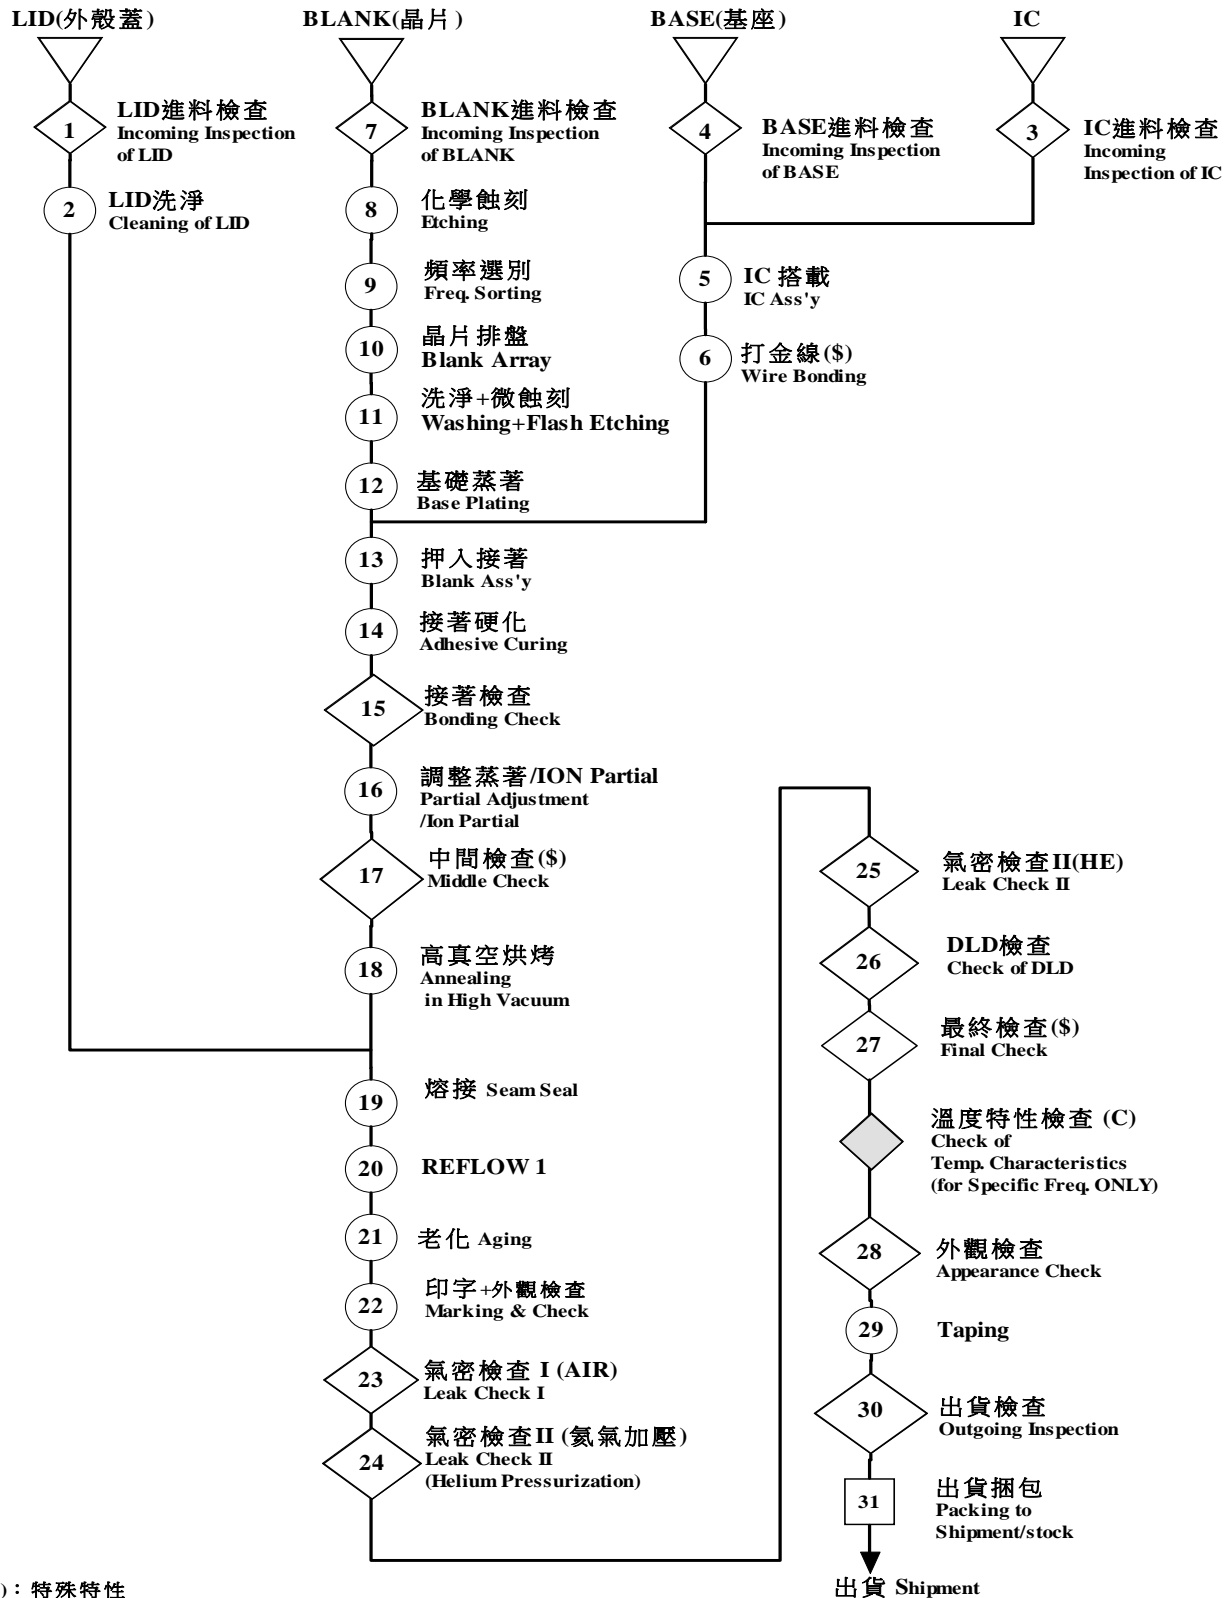 LID(外殼蓋)
BLANK(晶片)
BASE(基座)
IC
1
LID進料檢查
Incoming Inspection
of LID
7
BLANK進料檢查
Incoming Inspection
of BLANK
4
BASE進料檢查
Incoming Inspection
of BASE
3
IC進料檢查
Incoming
Inspection of IC
2
LID洗淨
Cleaning of LID
8
化學蝕刻
Etching
9
頻率選別
Freq. Sorting
5
IC 搭載
IC Ass'y
10
晶片排盤
Blank Array
6
打金線($)
Wire Bonding
11
洗淨+微蝕刻
Washing+Flash Etching
12
基礎蒸著
Base Plating
13
押入接著
Blank Ass'y
14
接著硬化
Adhesive Curing
15
接著檢查
Bonding Check
16
調整蒸著/ION Partial
Partial Adjustment
/Ion Partial
17
中間檢查($)
Middle Check
18
高真空烘烤
Annealing
in High Vacuum
19
熔接 Seam Seal
20
REFLOW 1
21
老化 Aging
22
印字+外觀檢查
Marking & Check
23
氣密檢查 I (AIR)
Leak Check I
24
氣密檢查II (氦氣加壓)
Leak Check II
(Helium Pressurization)
25
氣密檢查II(HE)
Leak Check II
26
DLD檢查
Check of DLD
27
最終檢查($)
Final Check
溫度特性檢查 (C)
Check of
Temp. Characteristics
(for Specific Freq. ONLY)
28
外觀檢查
Appearance Check
29
Taping
30
出貨檢查
Outgoing Inspection
31
出貨捆包
Packing to
Shipment/stock
出貨 Shipment
)：特殊特性